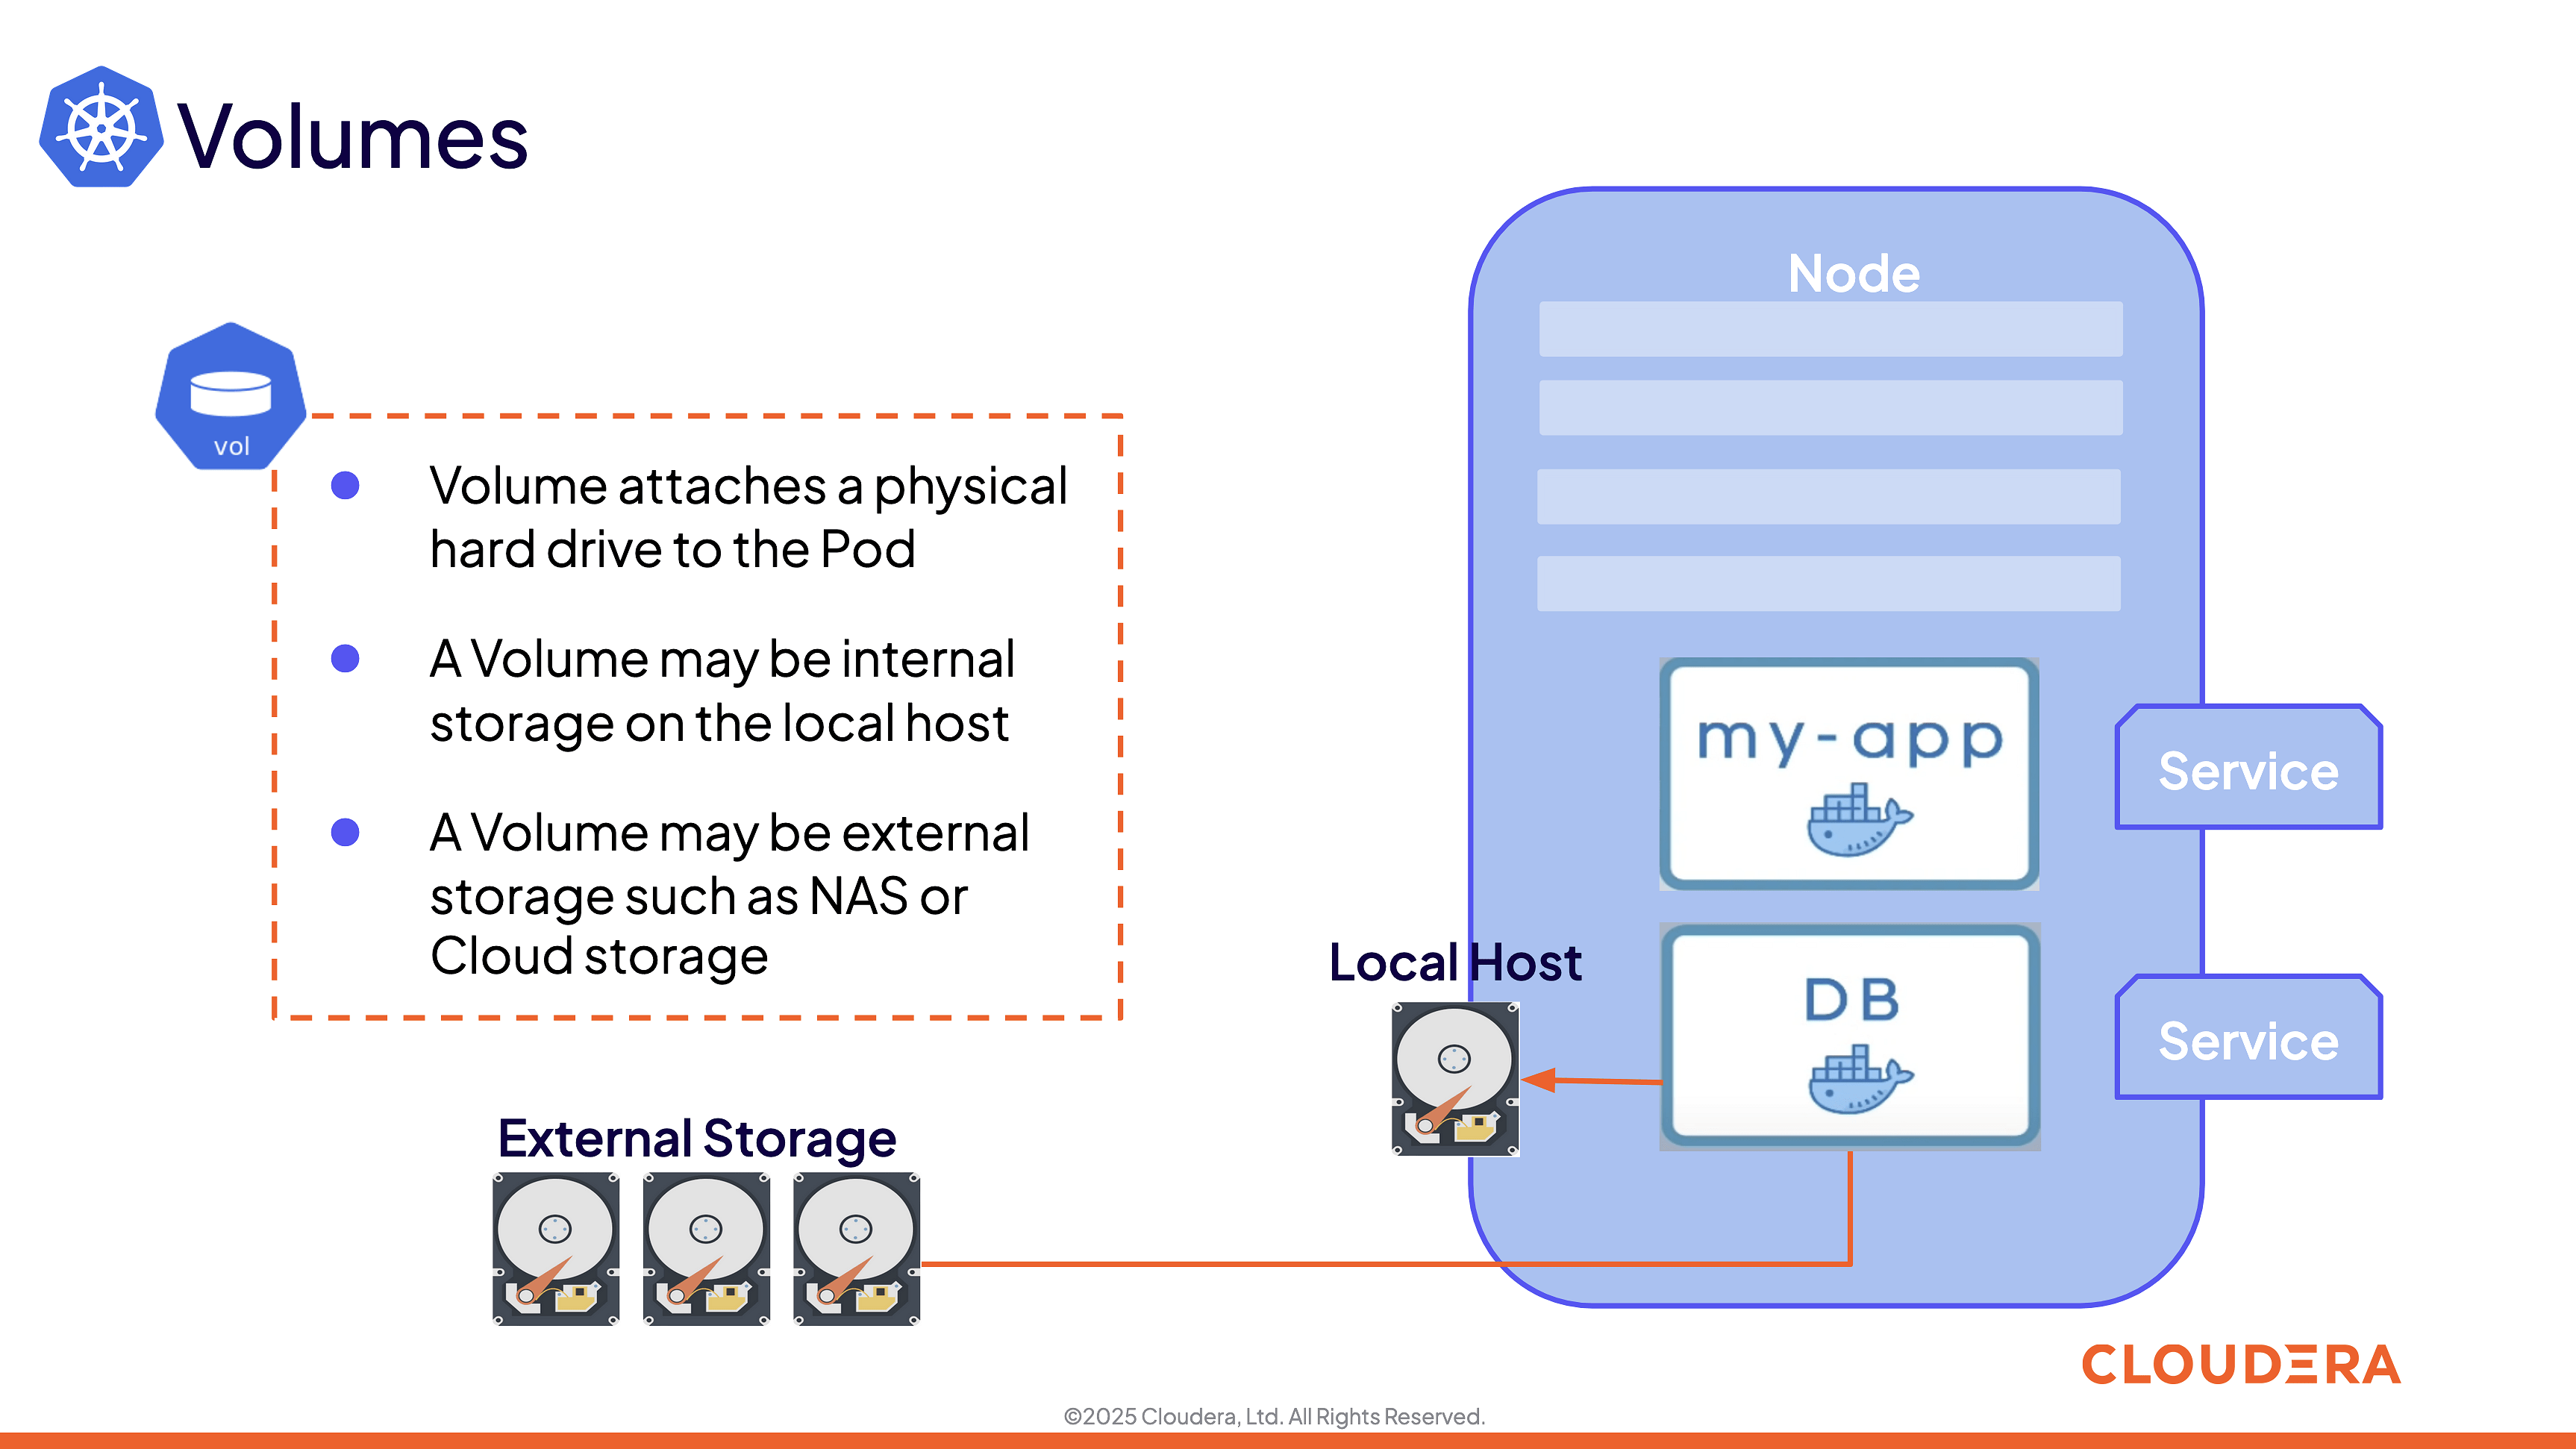 Volumes
vol
Volume attaches a physical
hard drive to the Pod
A Volume may be internal
storage on the local host
A Volume may be external
storage such as NAS or
Cloud storage
External Storage
Node
my-app
Service
Local Host
DB
Service
CLOUDERA
©2025 Cloudera, Ltd. All Rights Reserved.